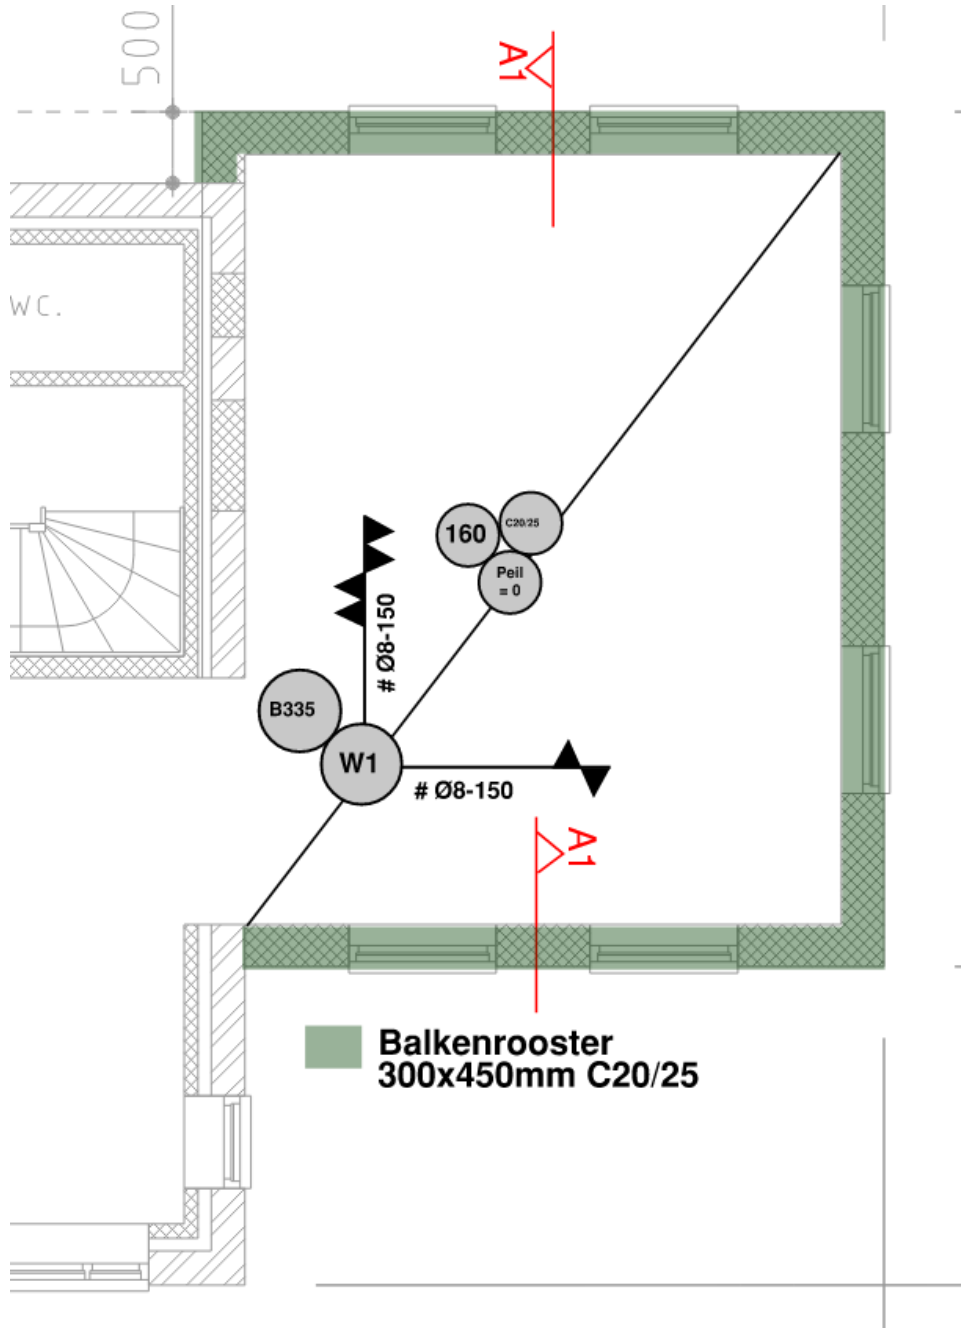 500
A1
WC.
160
C20/25
Peil
= 0
# Ø8-150
B335
W1
# Ø8-150
A1
Balkenrooster
300x450mm C20/25